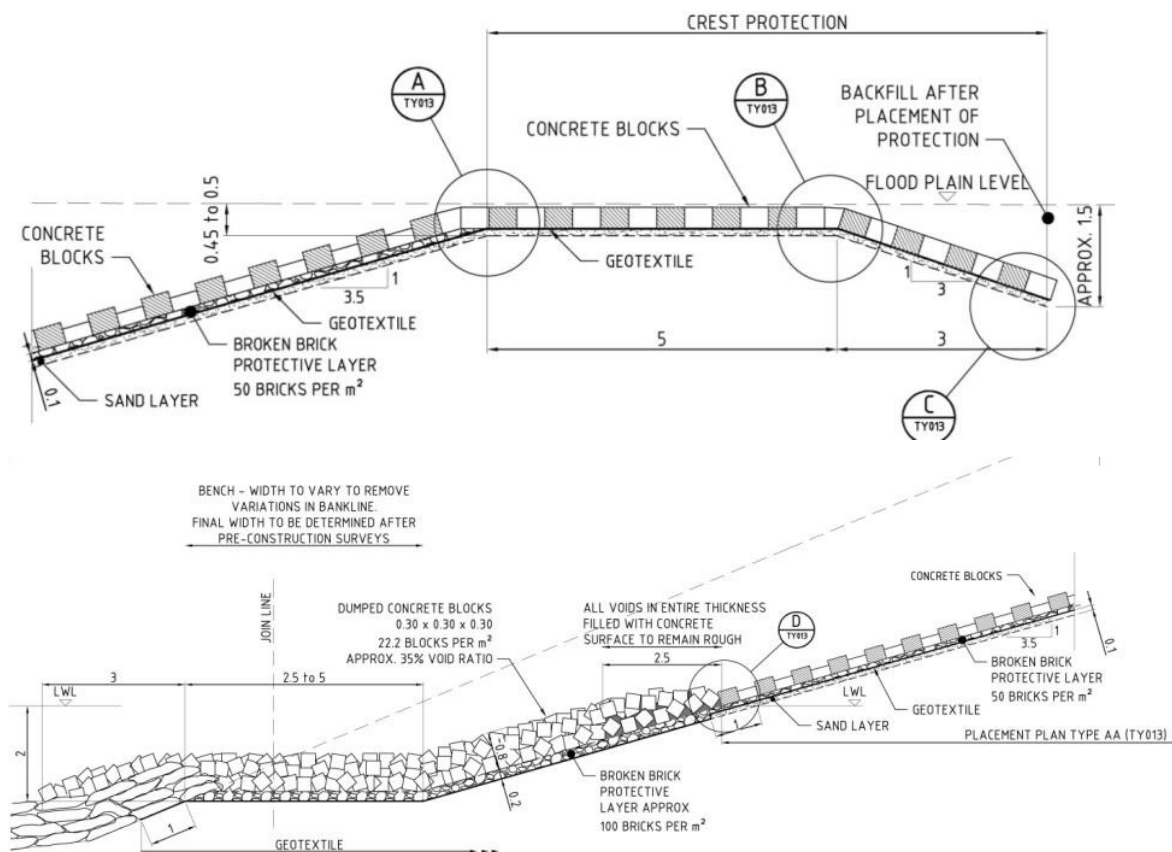 CREST PROTECTION
A
TY013
B
TY013
BACKFILL AFTER
PLACEMENT OF
PROTECTION
CONCRETE BLOCKS
FLOOD PLAIN LEVEL
0.45 to 0.5
CONCRETE
BLOCKS
GEOTEXTILE
1
3.5
1
3
APPROX. 1.5
GEOTEXTILE
BROKEN BRICK
PROTECTIVE LAYER
50 BRICKS PER m²
5
3
0.1
SAND LAYER
C
TY013
BENCH - WIDTH TO VARY TO REMOVE
VARIATIONS IN BANKLINE.
FINAL WIDTH TO BE DETERMINED AFTER
PRE-CONSTRUCTION SURVEYS
JOIN LINE
DUMPED CONCRETE BLOCKS
0.30 x 0.30 x 0.30
22.2 BLOCKS PER m²
APPROX. 35% VOID RATIO
ALL VOIDS IN ENTIRE THICKNESS
FILLED WITH CONCRETE
SURFACE TO REMAIN ROUGH
D
TY013
CONCRETE BLOCKS
1
3.5
0.1
2.5
3
2.5 to 5
LWL
LWL
BROKEN BRICK
PROTECTIVE LAYER
50 BRICKS PER m²
GEOTEXTILE
SAND LAYER
2
1
PLACEMENT PLAN TYPE AA (TY013)
~0.8
0.2
BROKEN BRICK
PROTECTIVE
LAYER APPROX
100 BRICKS PER m²
1
GEOTEXTILE